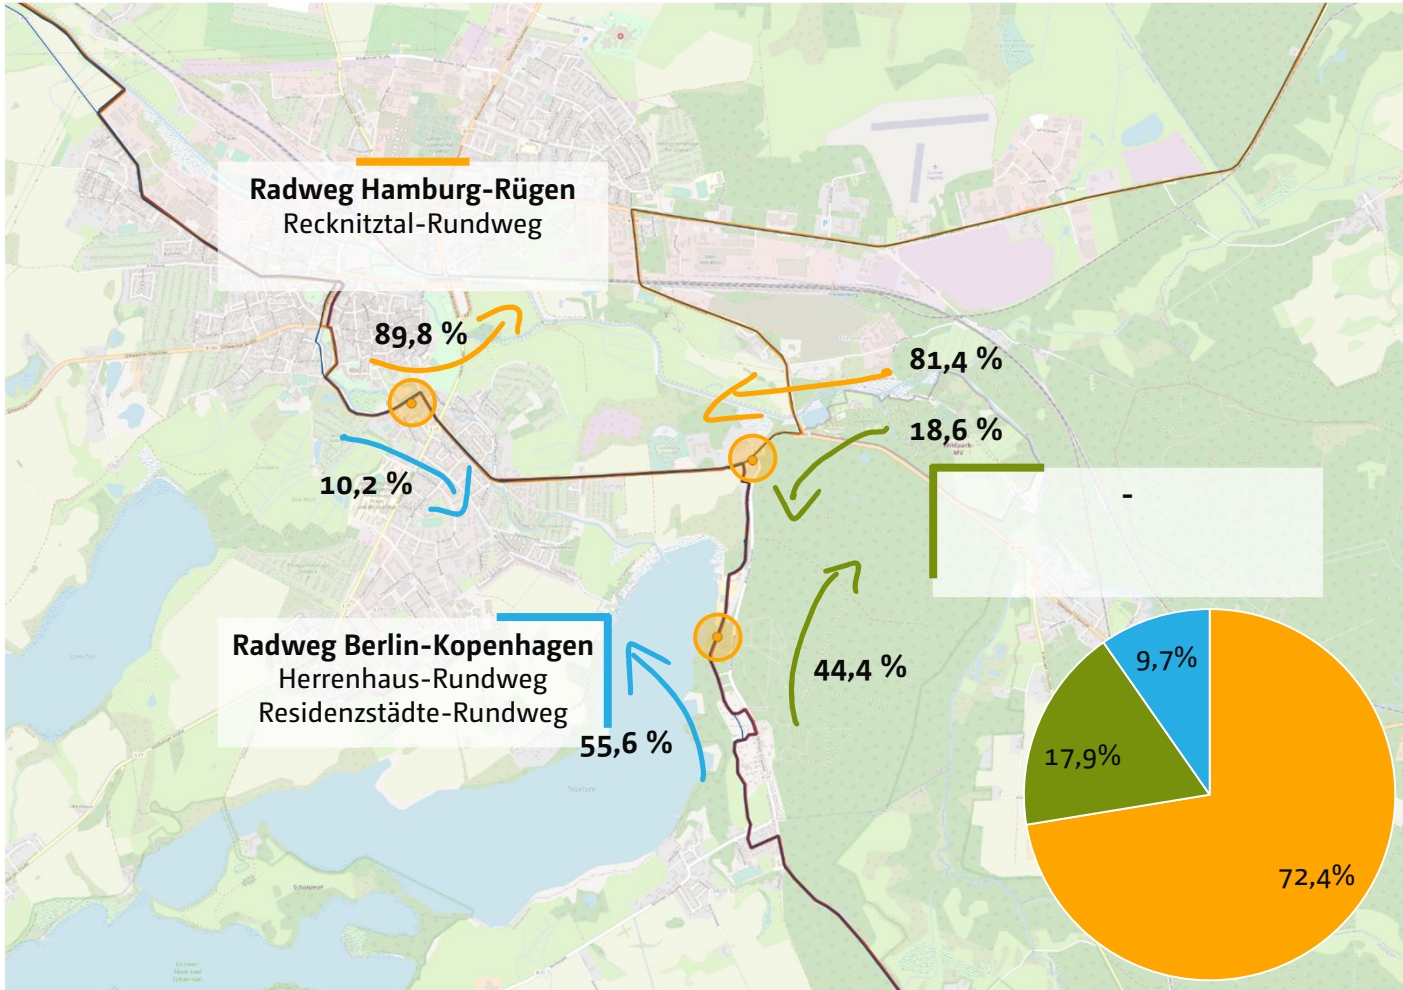 Radweg Hamburg-Rügen
Recknitztal-Rundweg
89,8 %
81,4 %
18,6 %
10,2 %
-
Radweg Berlin-Kopenhagen
Herrenhaus-Rundweg
Residenzstädte-Rundweg
55,6 %
44,4 %
9,7%
17,9%
72,4%
Schöninsel